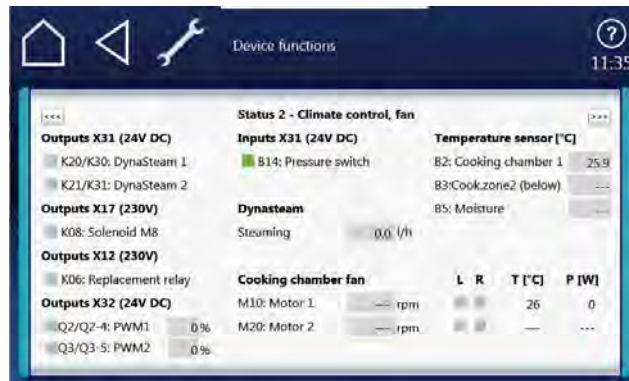 Device functions
?
11:35
<<<
Status 2 - Climate control, fan
>>>
Outputs X31 (24V DC)
Inputs X31 (24V DC)
Temperature sensor [°C]
K20/K30: DynaSteam 1
B14: Pressure switch
B2: Cooking chamber 1 25.9
K21/K31: DynaSteam 2
B3:Cook.zone2 (below) ---
Outputs X17 (230V)
Dynasteam
B5: Moisture ---
K08: Solenoid M8
Steaming 0.0 l/h
Outputs X12 (230V)
K06: Replacement relay
Cooking chamber fan L R T [°C] P [W]
Outputs X32 (24V DC)
M10: Motor 1 --- rpm 26 0
Q2/Q2-4: PWM1 0%
M20: Motor 2 --- rpm --- ---
Q3/Q3-5: PWM2 0%